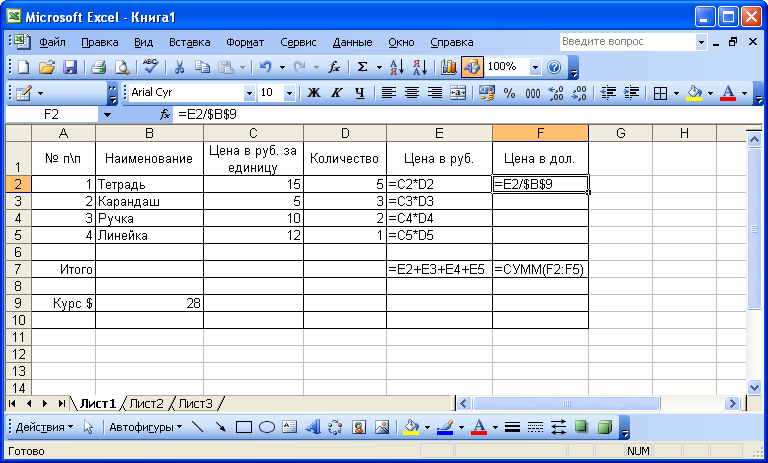 Microsoft Excel - Книга1
Файл Правка Вид Вставка Формат Сервис Данные Окно Справка Введите вопрос
Σ 100%
Arial Cyr 10 Ж К Ч % 000
F2 fx =E2/$B$9
A B C D E F G H
1 № п\п Наименование Цена в руб. за единицу Количество Цена в руб. Цена в дол.
2 1 Тетрадь 15 5 =C2*D2 =E2/$B$9
3 2 Карандаш 5 3 =C3*D3
4 3 Ручка 10 2 =C4*D4
5 4 Линейка 12 1 =C5*D5
6
7 Итого =E2+E3+E4+E5 =СУММ(F2:F5)
8
9 Курс $ 28
10
11
12
13
14
Лист1 Лист2 Лист3
Действия Автофигуры
Готово NUM